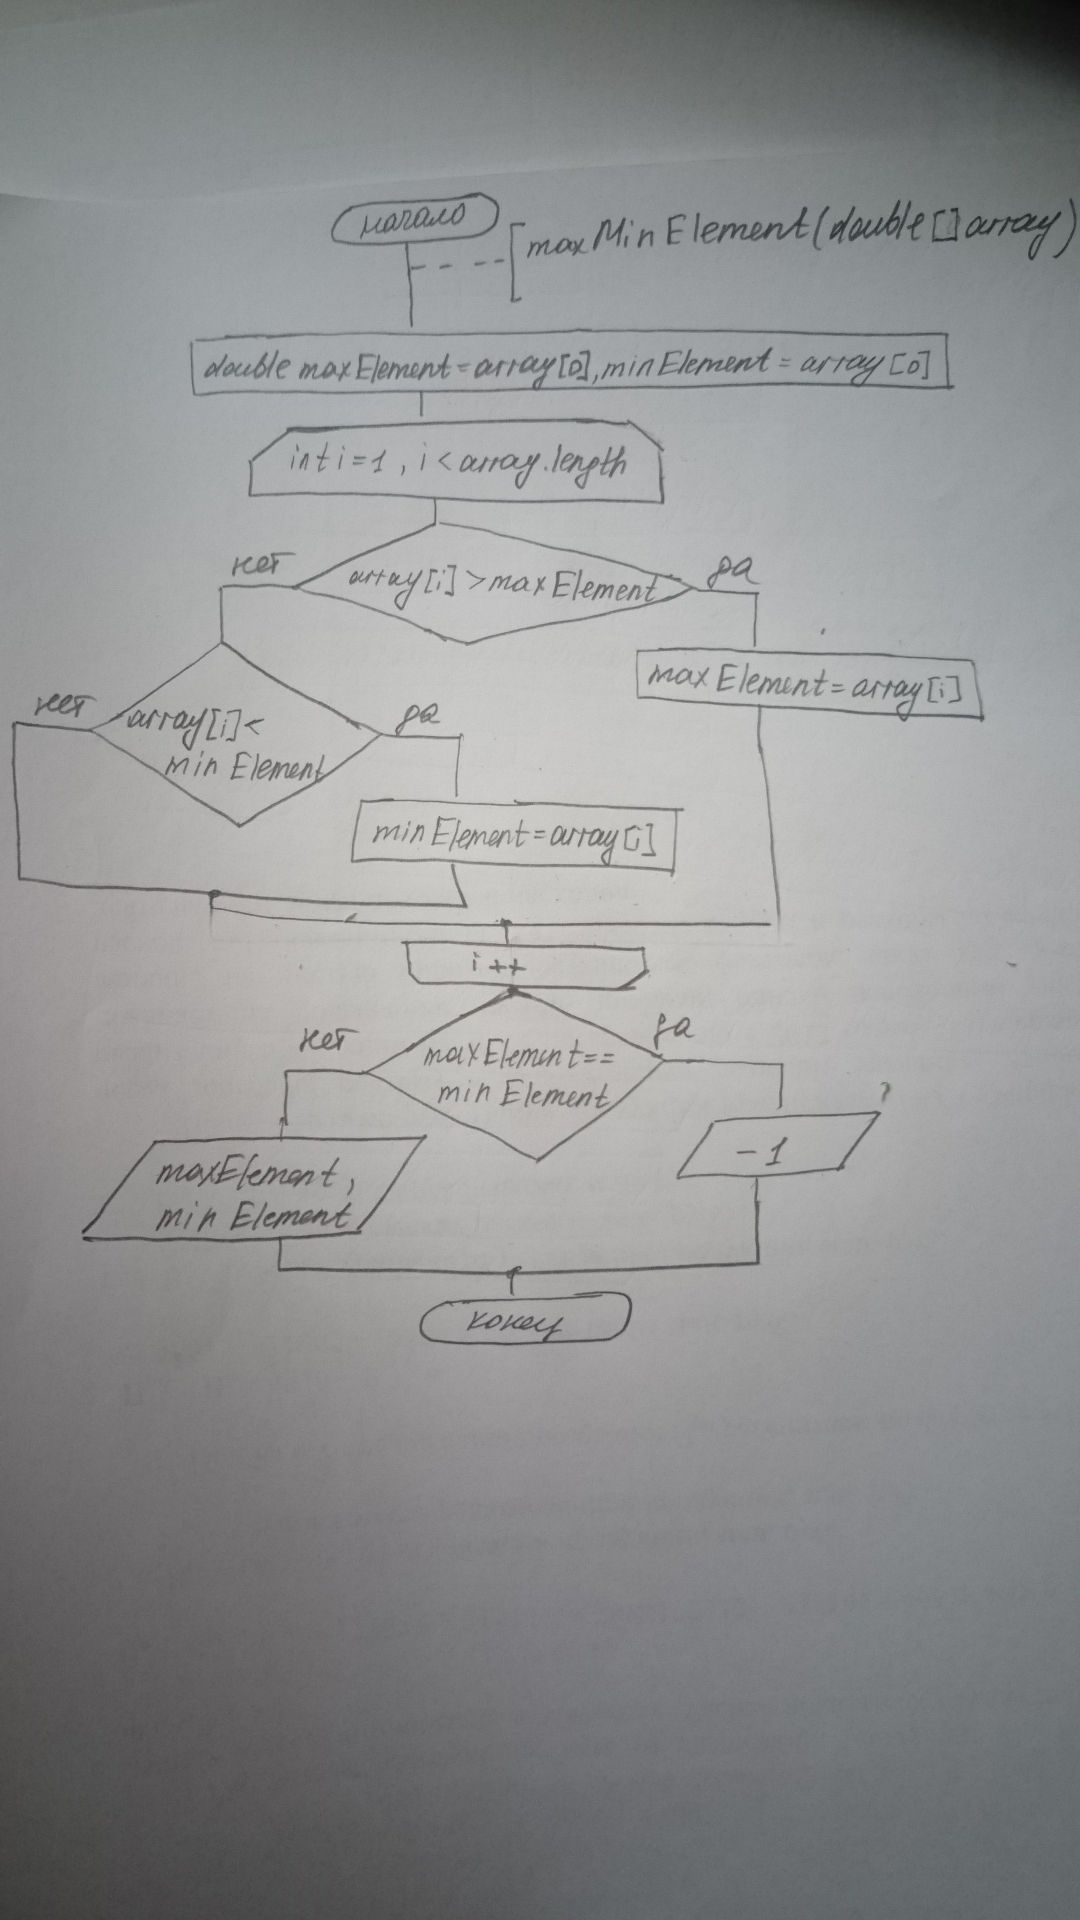 начало
maxMinElement(double[]array)
double maxElement=array[0], minElement=array[0]
int i=1, i<array.length
нет
array[i]>maxElement
да
maxElement=array[i]
нет
array[i]<
minElement
да
minElement=array[i]
i++
нет
maxElement==
minElement
да
?
maxElement,
minElement
-1
конец